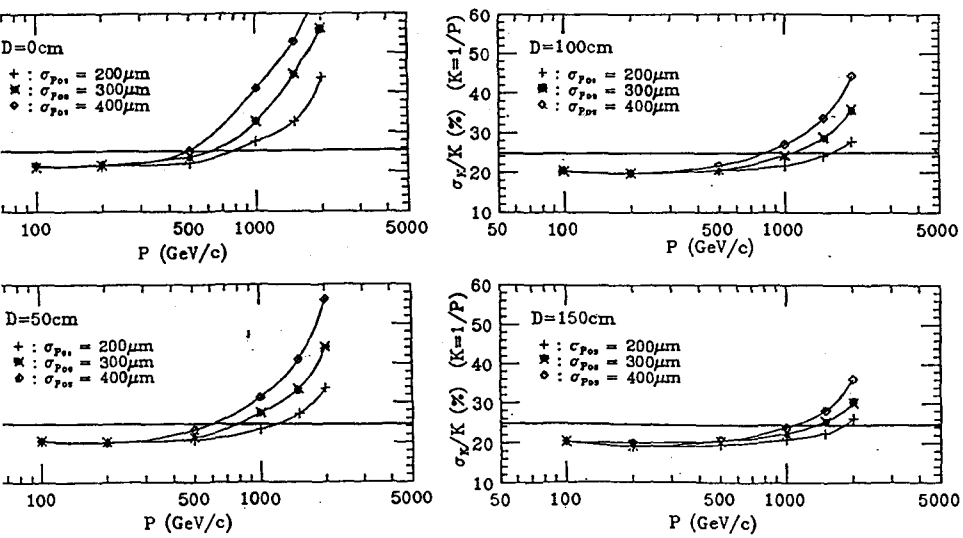 D=0cm
+ : σPos = 200μm
✱ : σPos = 300μm
◇ : σPos = 400μm
100 500 1000 5000
P (GeV/c)
60
50
40
30
20
10
σK/K (%) (K=1/P)
D=100cm
+ : σPos = 200μm
✱ : σPos = 300μm
◇ : σPos = 400μm
50 100 500 1000 5000
P (GeV/c)
D=50cm
+ : σPos = 200μm
✱ : σPos = 300μm
◇ : σPos = 400μm
100 500 1000 5000
P (GeV/c)
60
50
40
30
20
10
σK/K (%) (K=1/P)
D=150cm
+ : σPos = 200μm
✱ : σPos = 300μm
◇ : σPos = 400μm
50 100 500 1000 5000
P (GeV/c)